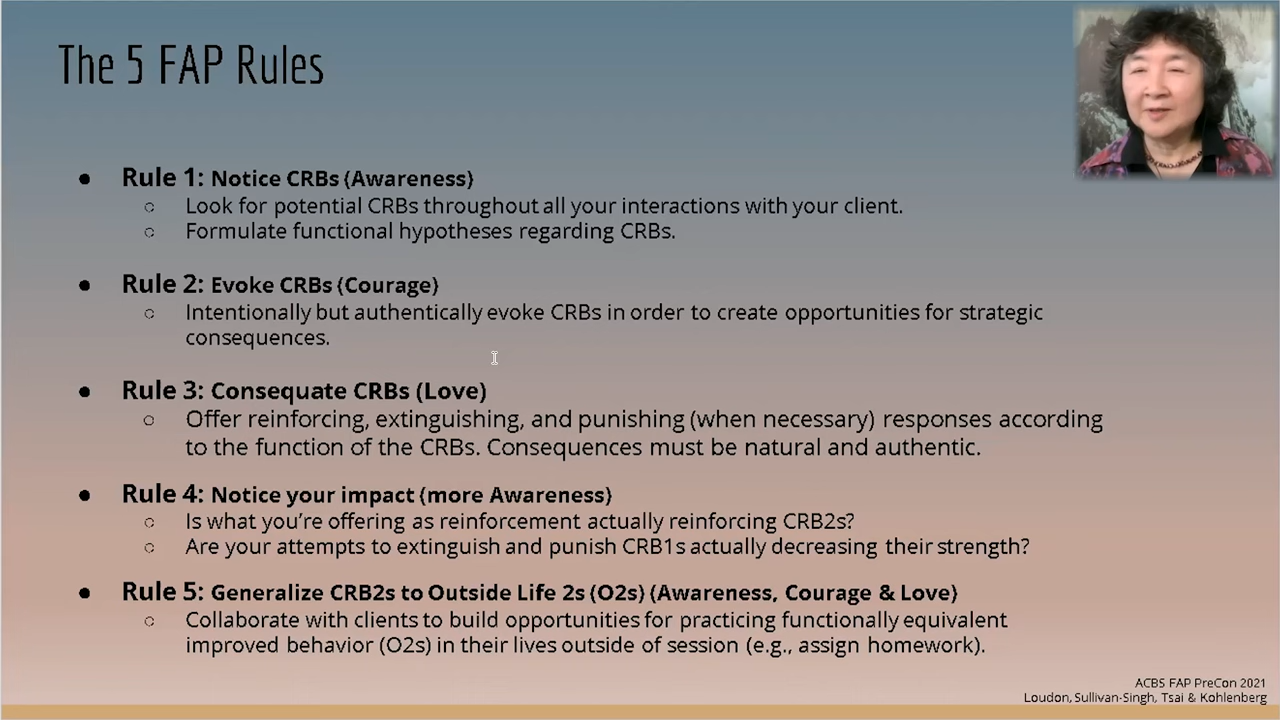 The 5 FAP Rules
● Rule 1: Notice CRBs (Awareness)
○ Look for potential CRBs throughout all your interactions with your client.
○ Formulate functional hypotheses regarding CRBs.
● Rule 2: Evoke CRBs (Courage)
○ Intentionally but authentically evoke CRBs in order to create opportunities for strategic
consequences.
● Rule 3: Consequate CRBs (Love)
○ Offer reinforcing, extinguishing, and punishing (when necessary) responses according
to the function of the CRBs. Consequences must be natural and authentic.
● Rule 4: Notice your impact (more Awareness)
○ Is what you're offering as reinforcement actually reinforcing CRB2s?
○ Are your attempts to extinguish and punish CRB1s actually decreasing their strength?
● Rule 5: Generalize CRB2s to Outside Life 2s (O2s) (Awareness, Courage & Love)
○ Collaborate with clients to build opportunities for practicing functionally equivalent
improved behavior (O2s) in their lives outside of session (e.g., assign homework).
ACBS FAP PreCon 2021
Loudon, Sullivan-Singh, Tsai & Kohlenberg